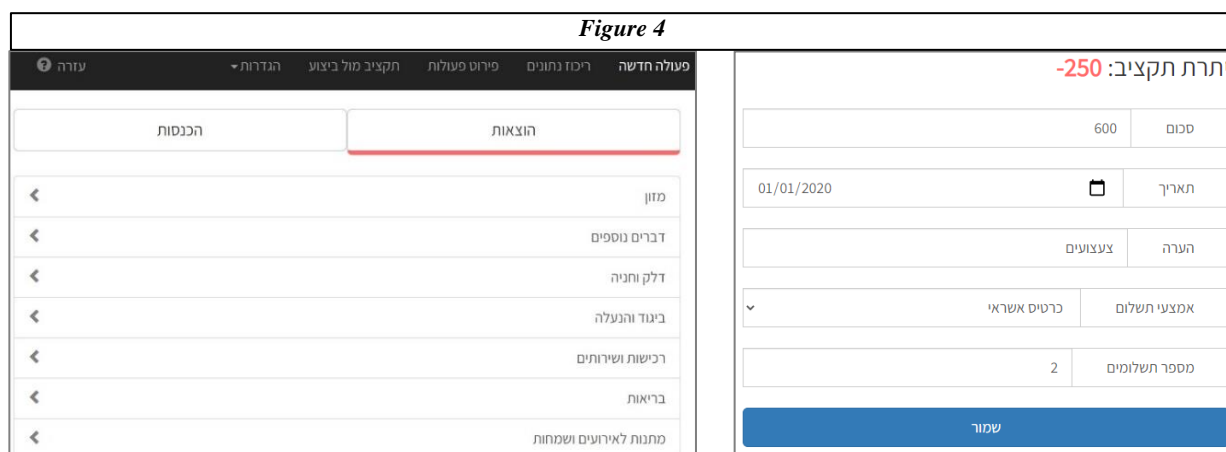 Figure 4
פעולה חדשה ריכוז נתונים פירוט פעולות תקציב מול ביצוע הגדרות עזרה
הוצאות הכנסות
מזון
דברים נוספים
דלק וחניה
ביגוד והנעלה
רכישות ושירותים
בריאות
מתנות לאירועים ושמחות
תקציב: -250
סכום 600
תאריך 01/01/2020
הערה צעצועים
אמצעי תשלום כרטיס אשראי
מספר תשלומים 2
שמור